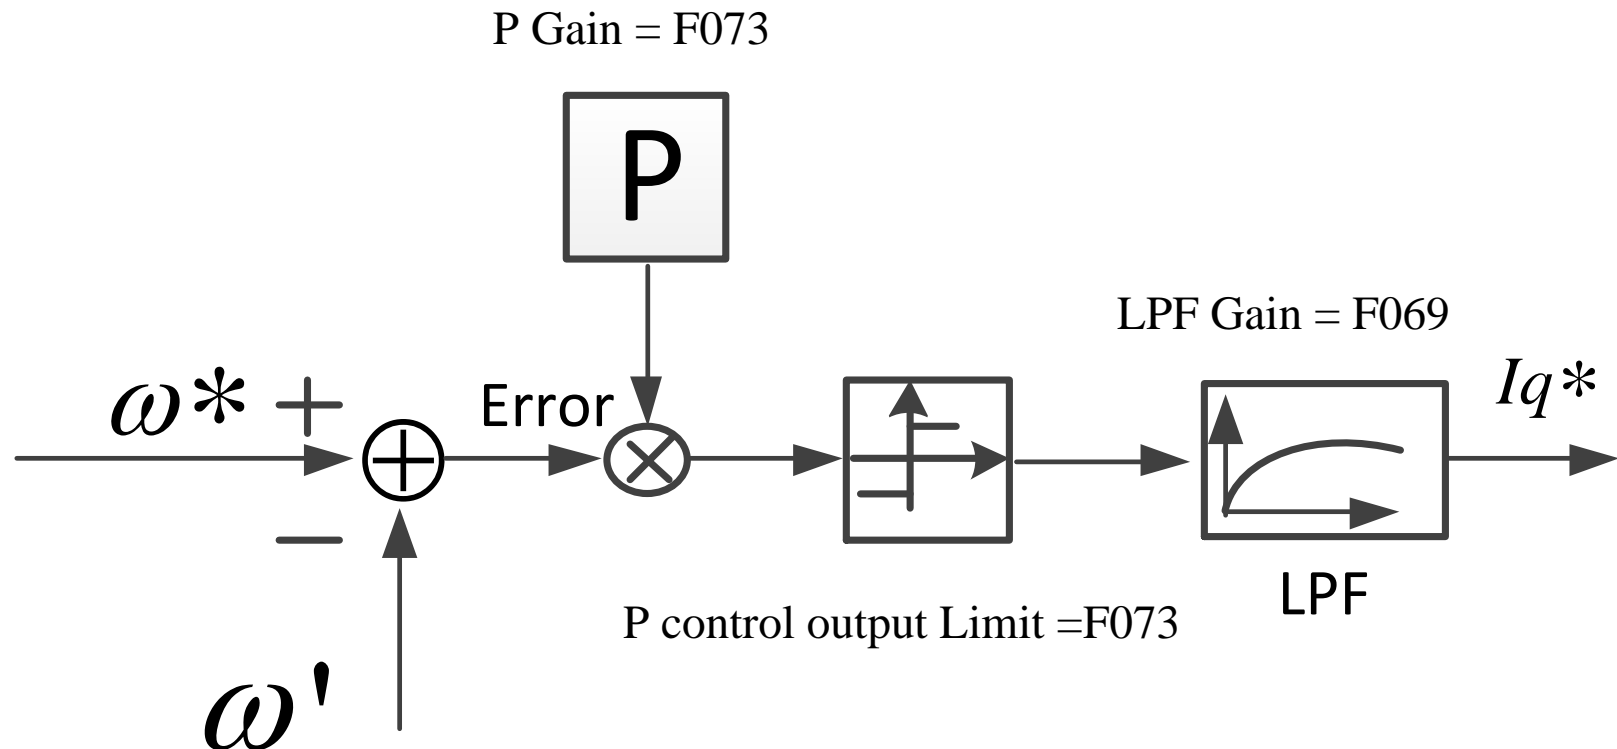 P Gain = F073
P
LPF Gain = F069
ω* +
Error
Iq*
−
LPF
P control output Limit =F073
ω'